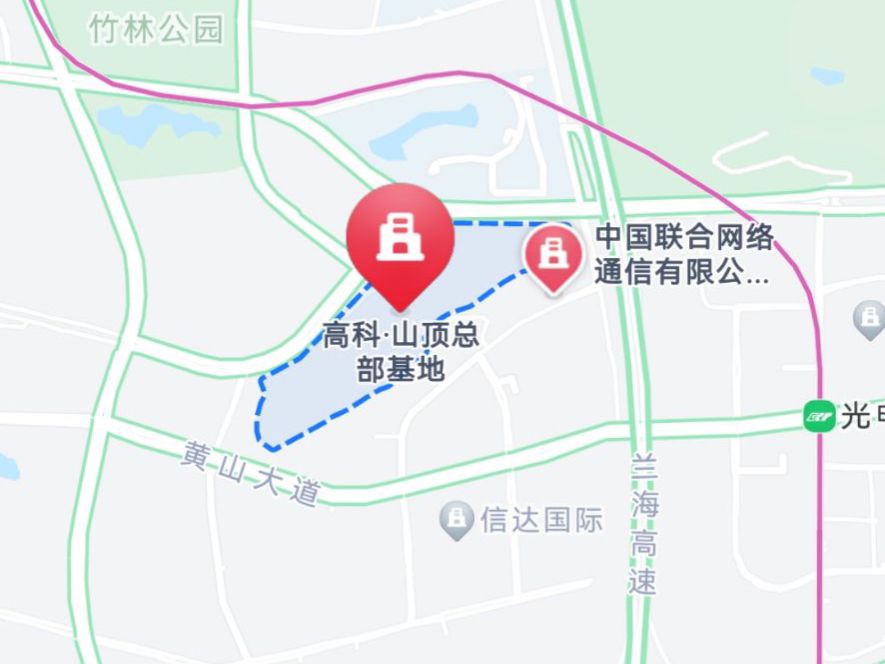 竹林公园
中国联合网络
通信有限公...
高科·山顶总
部基地
光电
黄山大道
信达国际
兰海高速